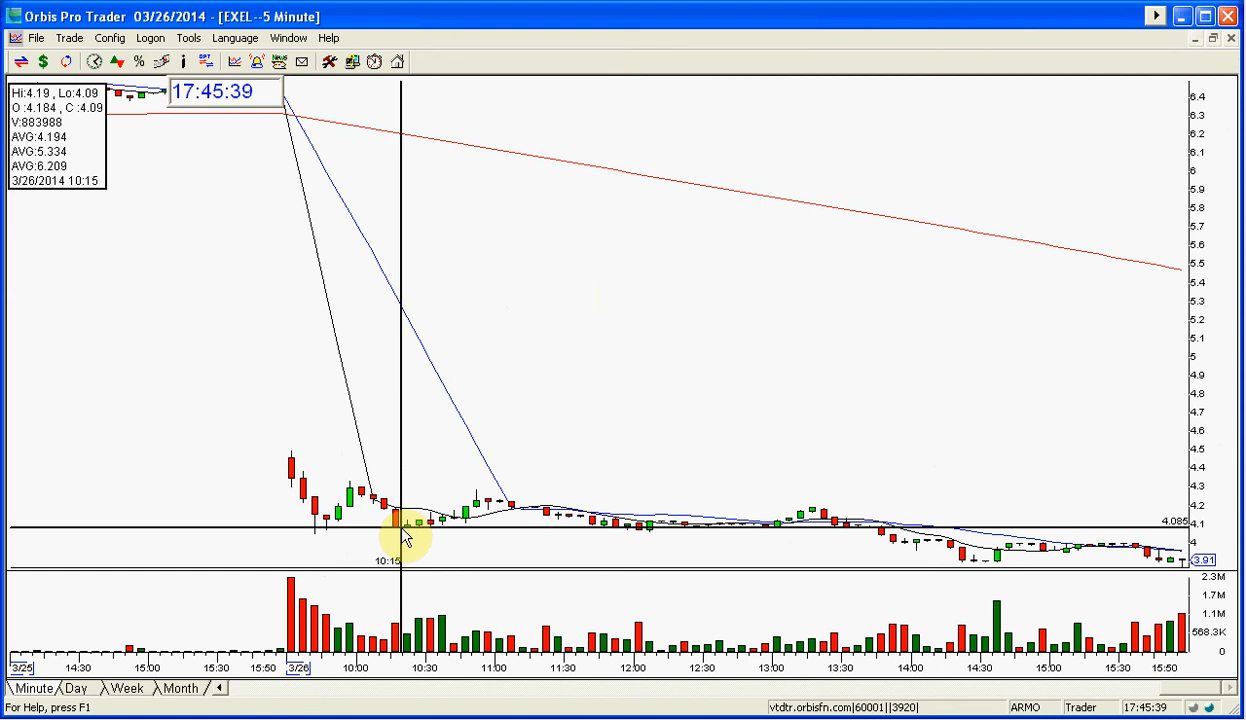 Orbis Pro Trader 03/26/2014 - [EXEL--5 Minute]
File Trade Config Logon Tools Language Window Help
17:45:39
Hi:4.19 , Lo:4.09
O :4.184 , C :4.09
V:883988
AVG:4.194
AVG:5.334
AVG:6.209
3/26/2014 10:15
6.4
6.3
6.2
6.1
6
5.9
5.8
5.7
5.6
5.5
5.4
5.3
5.2
5.1
5
4.9
4.8
4.7
4.6
4.5
4.4
4.3
4.2
4.1
4.085
4
3.91
10:15
2.3M
1.7M
1.1M
568.3K
0
3/25 14:30 15:00 15:30 15:50 3/26 10:00 10:30 11:00 11:30 12:00 12:30 13:00 13:30 14:00 14:30 15:00 15:30 15:50
Minute Day Week Month
For Help, press F1
vtdtr.orbisfn.com|60001||3920| ARMO Trader 17:45:39